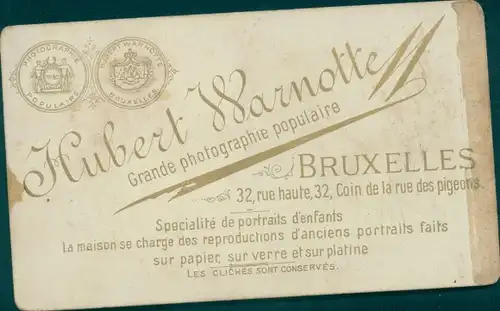 PHOTOGRAPHIE POPULAIRE
HUBERT WARNOTTE BRUXELLES
Hubert Warnotte
Grande photographie populaire
BRUXELLES
32, rue haute, 32, Coin de la rue des pigeons.
Specialité de portraits d'enfants
La maison se charge des reproductions d'anciens portraits faits
sur papier, sur verre et sur platine
LES CLICHÉS SONT CONSERVÉS.